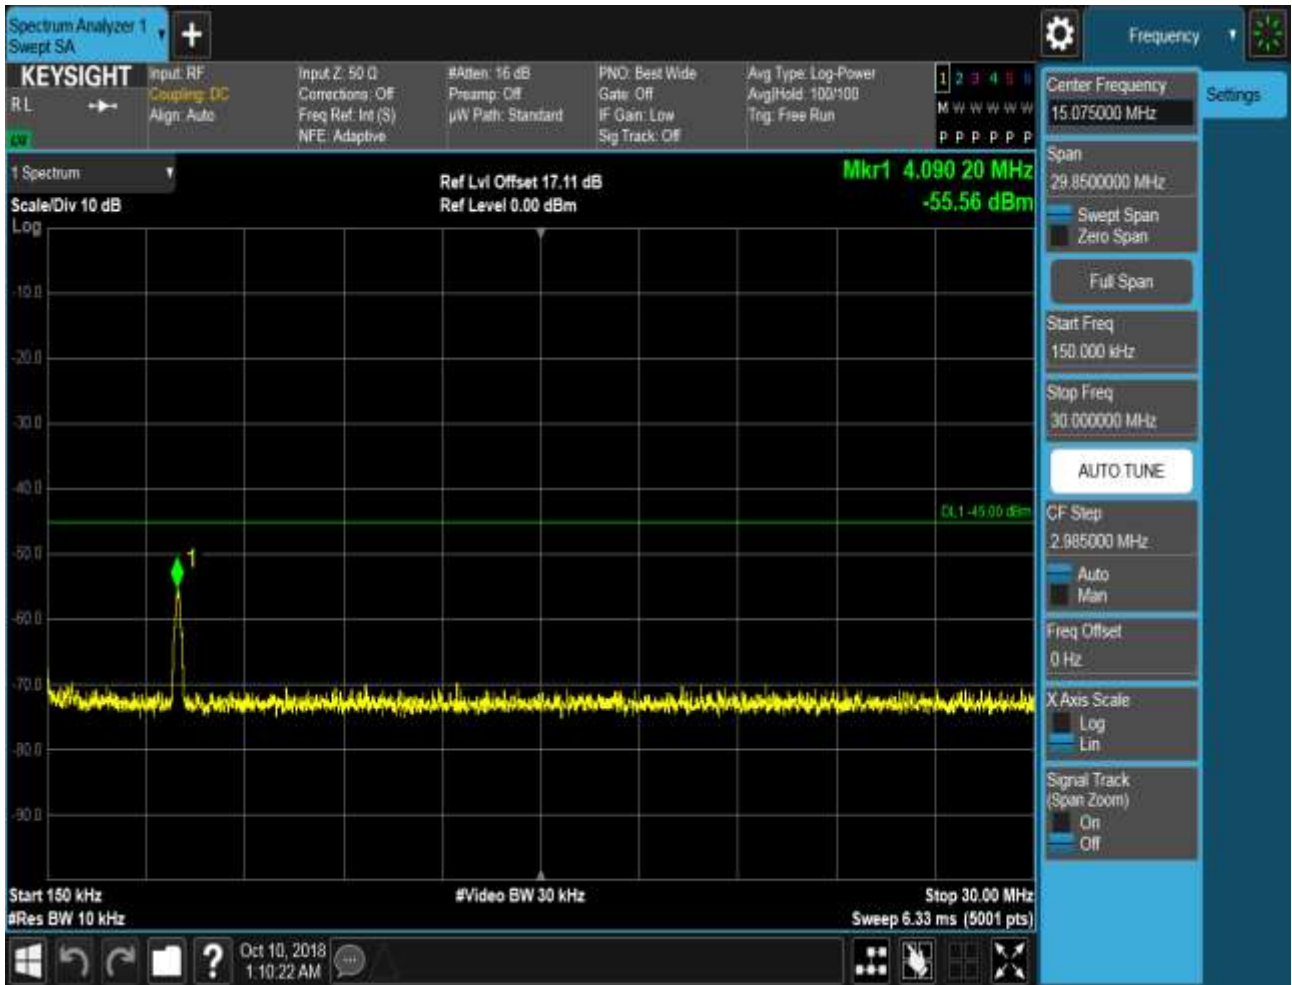 Spectrum Analyzer 1
Swept SA
+
Frequency
KEYSIGHT
R L
LXI
Input: RF
Coupling: DC
Align: Auto
Input Z: 50 Ω
Corrections: Off
Freq Ref: Int (S)
NFE: Adaptive
#Atten: 16 dB
Preamp: Off
µW Path: Standard
PNO: Best Wide
Gate: Off
IF Gain: Low
Sig Track: Off
Avg Type: Log-Power
Avg|Hold: 100/100
Trig: Free Run
1 2 3 4 5 6
M W W W W W
P P P P P P
1 Spectrum
Scale/Div 10 dB
Log
Ref Lvl Offset 17.11 dB
Ref Level 0.00 dBm
Mkr1 4.090 20 MHz
-55.56 dBm
-10.0
-20.0
-30.0
-40.0
DL1 -45.00 dBm
-50.0
1
-60.0
-70.0
-80.0
-90.0
Start 150 kHz
#Res BW 10 kHz
#Video BW 30 kHz
Stop 30.00 MHz
Sweep 6.33 ms (5001 pts)
Center Frequency
15.075000 MHz
Settings
Span
29.8500000 MHz
Swept Span
Zero Span
Full Span
Start Freq
150.000 kHz
Stop Freq
30.000000 MHz
AUTO TUNE
CF Step
2.985000 MHz
Auto
Man
Freq Offset
0 Hz
X Axis Scale
Log
Lin
Signal Track
(Span Zoom)
On
Off
?
Oct 10, 2018
1:10:22 AM